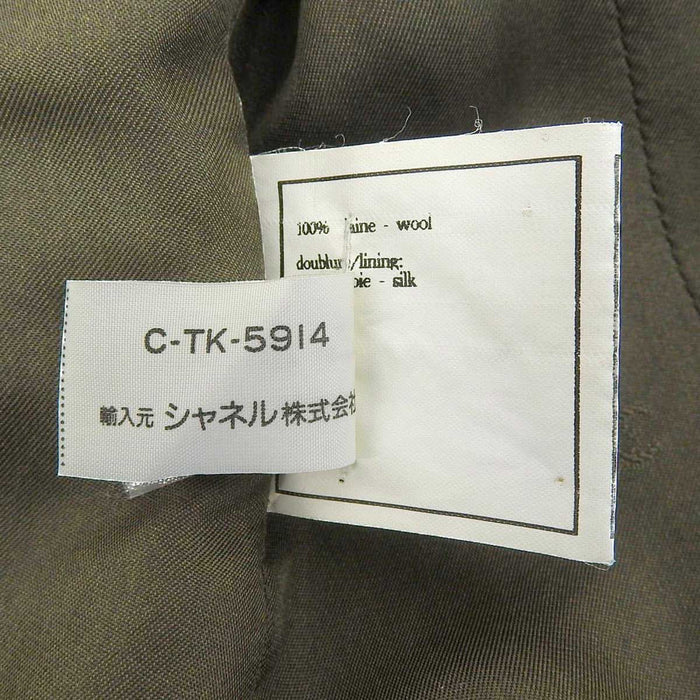 100% laine - wool
doublure/lining:
soie - silk
C-TK-5914
輸入元 シャネル株式会社